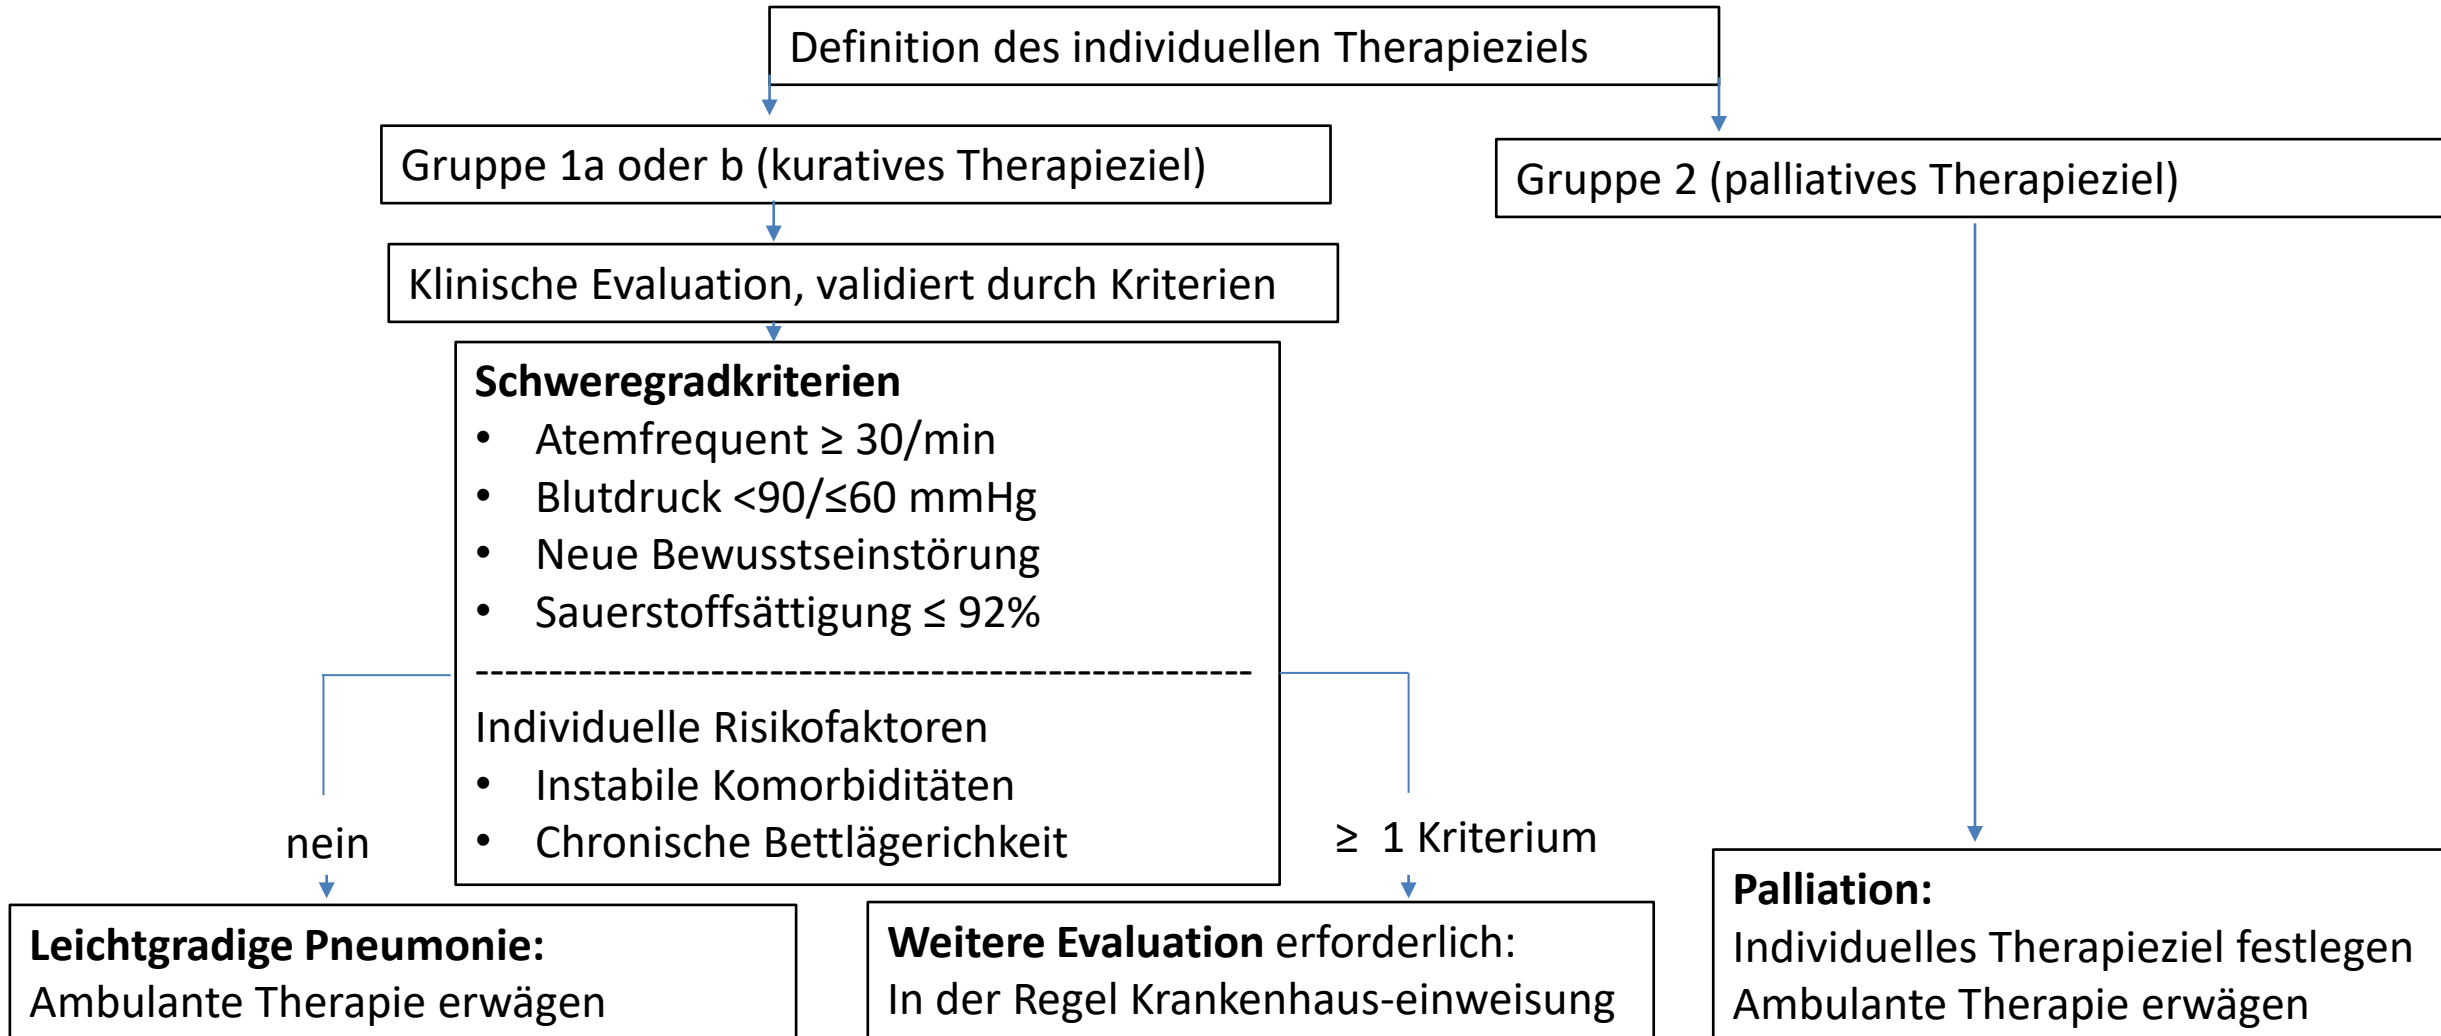 Definition des individuellen Therapieziels
Gruppe 1a oder b (kuratives Therapieziel)
Gruppe 2 (palliatives Therapieziel)
Klinische Evaluation, validiert durch Kriterien
Schweregradkriterien
• Atemfrequent ≥ 30/min
• Blutdruck <90/≤60 mmHg
• Neue Bewusstseinstörung
• Sauerstoffsättigung ≤ 92%
----------------------------------------------------
Individuelle Risikofaktoren
• Instabile Komorbiditäten
• Chronische Bettlägerichkeit
nein
≥ 1 Kriterium
Leichtgradige Pneumonie:
Ambulante Therapie erwägen
Weitere Evaluation erforderlich:
In der Regel Krankenhaus-einweisung
Palliation:
Individuelles Therapieziel festlegen
Ambulante Therapie erwägen